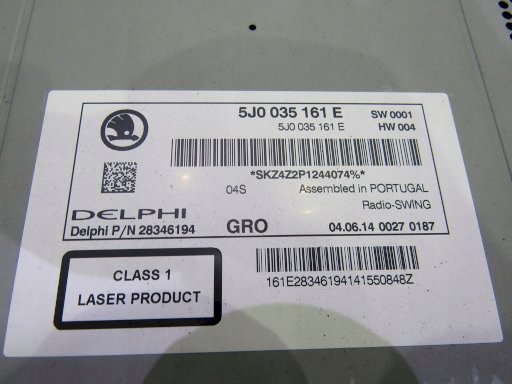 5J0 035 161 E SW 0001
5J0 035 161 E HW 004
*SKZ4Z2P1244074%*
04S Assembled in PORTUGAL
Radio-SWING
DELPHI
Delphi P/N 28346194 GRO 04.06.14 0027 0187
CLASS 1
LASER PRODUCT
161E28346194141550848Z